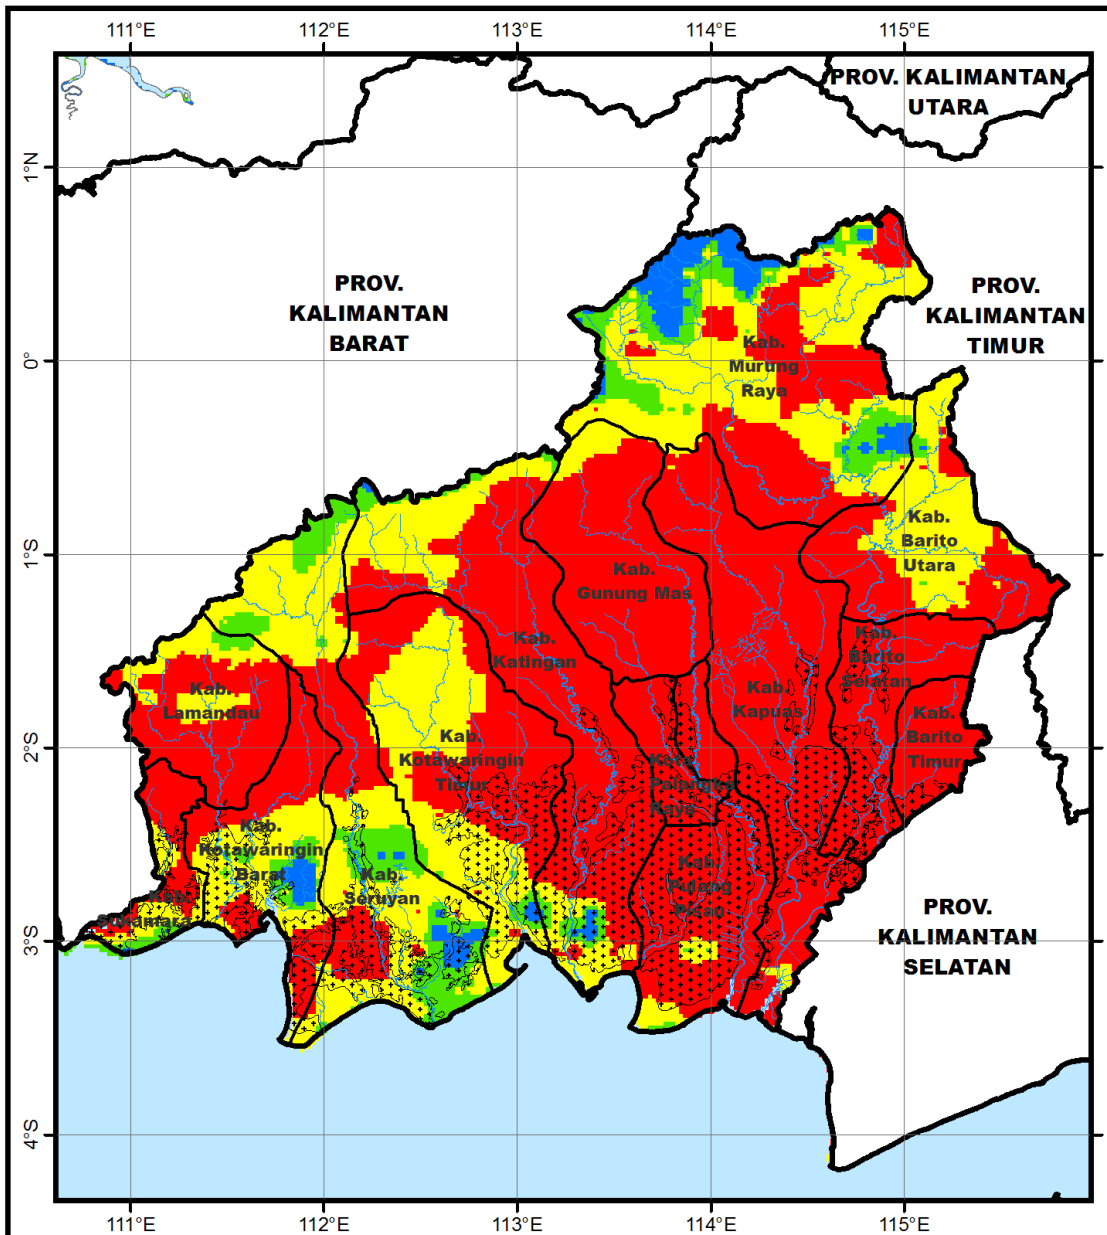 111°E 112°E 113°E 114°E 115°E
PROV. KALIMANTAN
UTARA
1°N
PROV.
KALIMANTAN
BARAT
PROV.
KALIMANTAN
TIMUR
Kab.
Murung
Raya
0°
Kab.
Barito
Utara
1°S
Kab.
Gunung Mas
Kab.
Katingan
Kab.
Barito
Selatan
Kab.
Lamandau
Kab.
Kapuas
Kab.
Barito
Timur
2°S
Kab.
Kotawaringin
Timur
Kota
Palangka
Raya
Kab.
Kotawaringin
Barat
Kab.
Seruyan
Kab.
Pulang
Pisau
Kab.
Sukamara
3°S
PROV.
KALIMANTAN
SELATAN
4°S
111°E 112°E 113°E 114°E 115°E